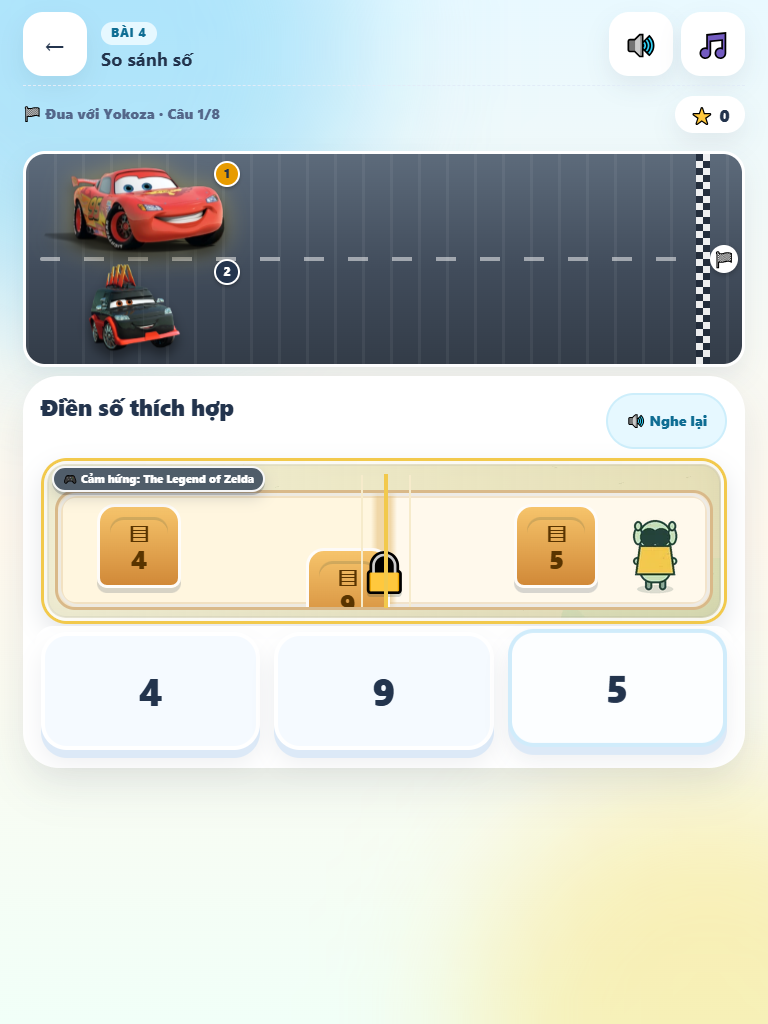 ←
BÀI 4
So sánh số
Đua với Yokoza · Câu 1/8
0
1
2
Điền số thích hợp
Nghe lại
Cảm hứng: The Legend of Zelda
4
5
9
4
9
5